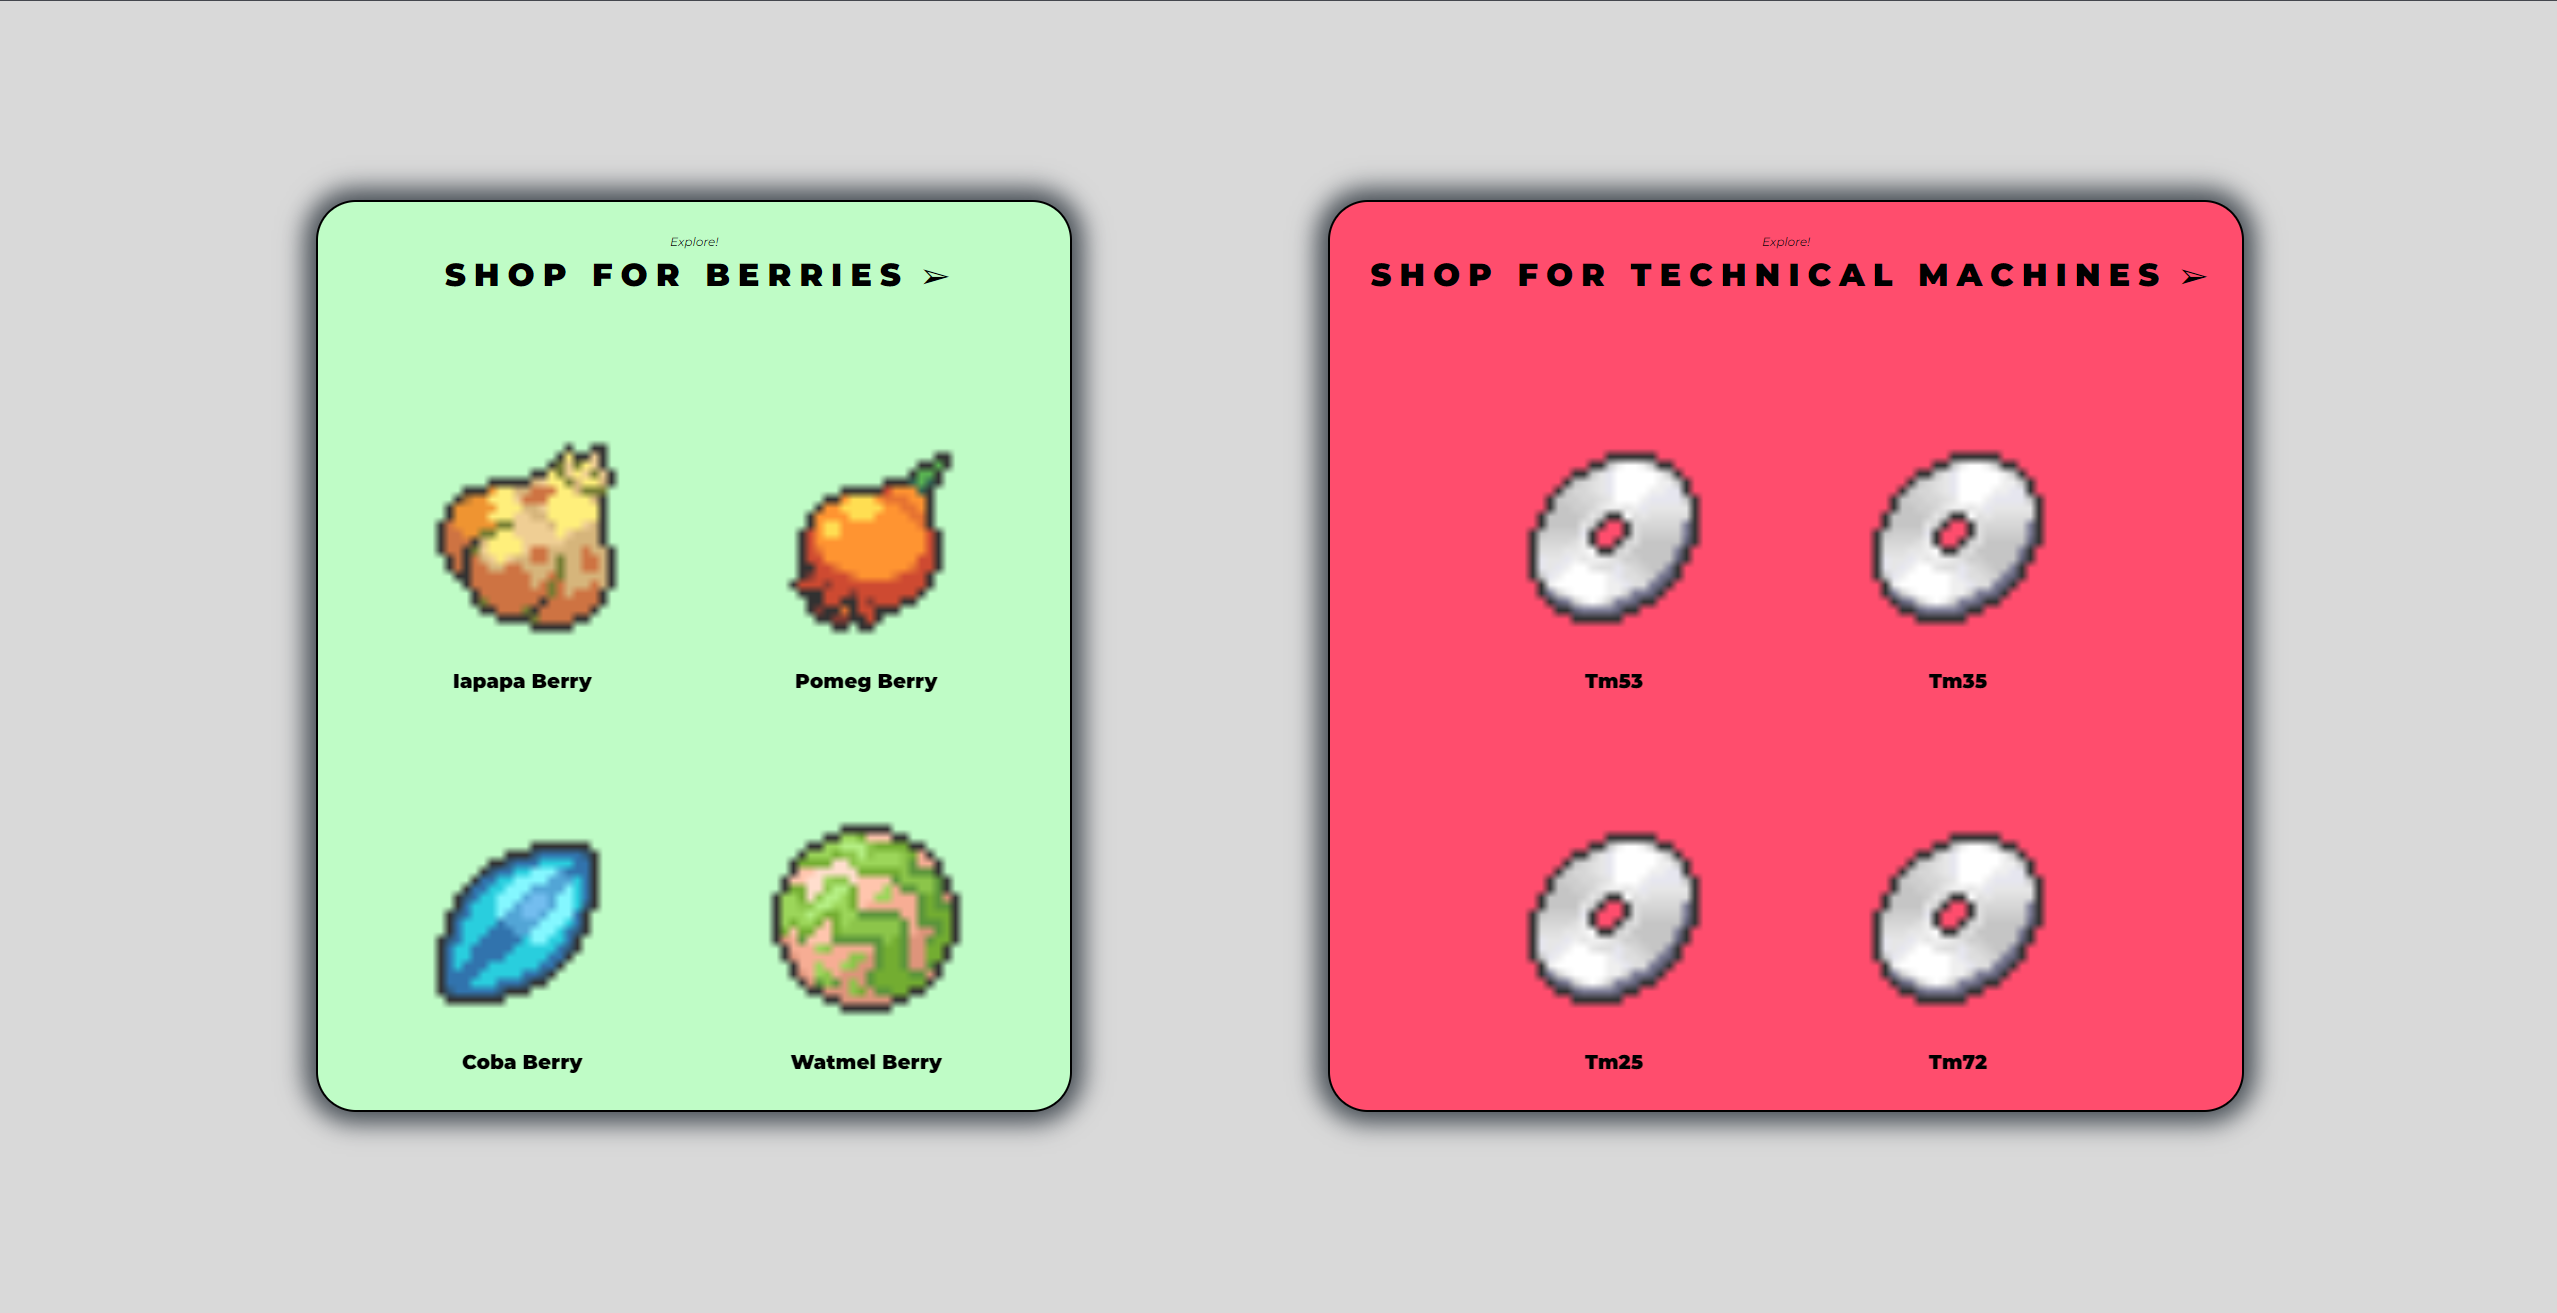 Explore!
SHOP FOR BERRIES ➢
Iapapa Berry
Pomeg Berry
Coba Berry
Watmel Berry
Explore!
SHOP FOR TECHNICAL MACHINES ➢
Tm53
Tm35
Tm25
Tm72